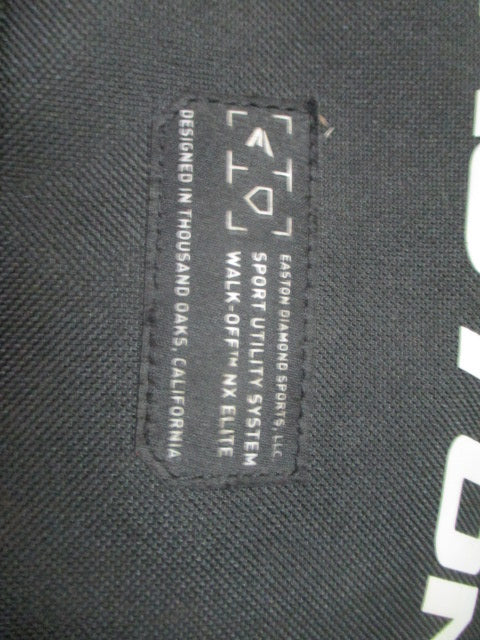 EASTON DIAMOND SPORTS, LLC
SPORT UTILITY SYSTEM
WALK-OFF™ NX ELITE
DESIGNED IN THOUSAND OAKS, CALIFORNIA